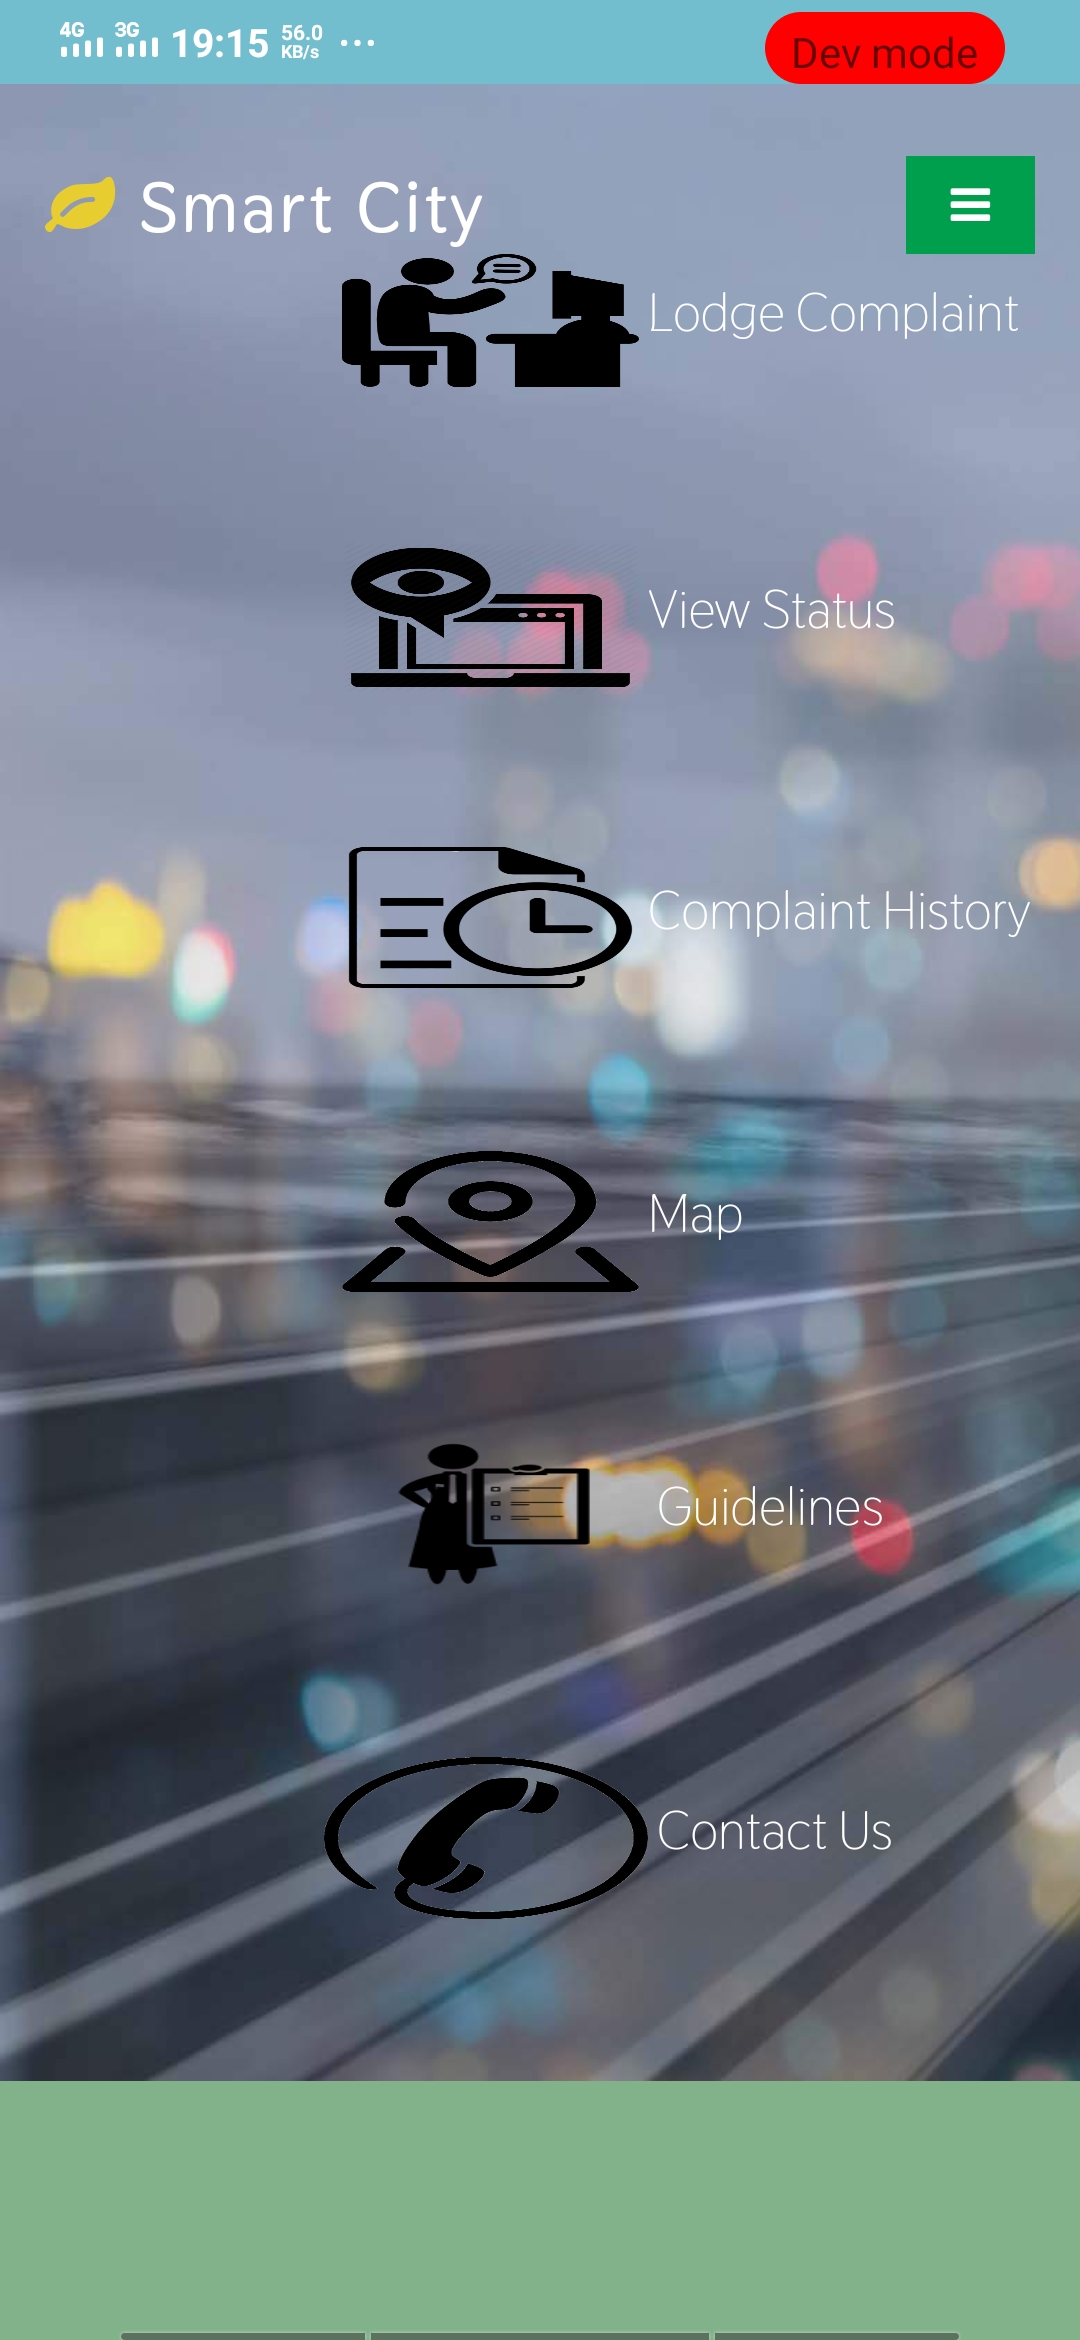 4G 3G 19:15 56.0 KB/s ...
Dev mode
Smart City
Lodge Complaint
View Status
Complaint History
Map
Guidelines
Contact Us